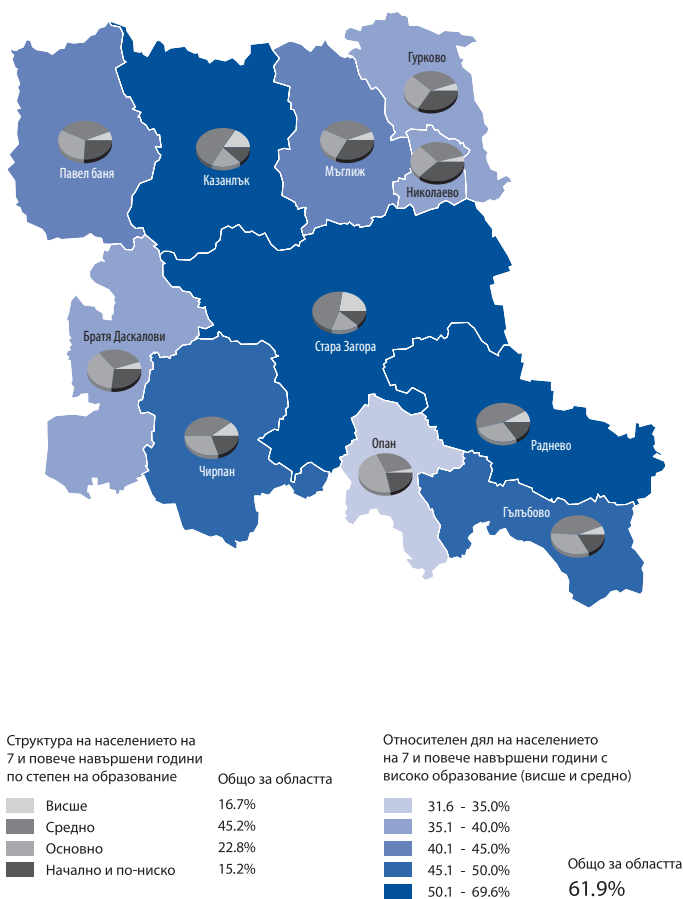 Гурково
Павел баня
Казанлък
Мъглиж
Николаево
Братя Даскалови
Стара Загора
Чирпан
Опан
Раднево
Гълъбово
Структура на населението на
7 и повече навършени години
по степен на образование
Общо за областта
Висше 16.7%
Средно 45.2%
Основно 22.8%
Начално и по-ниско 15.2%
Относителен дял на населението
на 7 и повече навършени години с
високо образование (висше и средно)
31.6 - 35.0%
35.1 - 40.0%
40.1 - 45.0%
45.1 - 50.0%
50.1 - 69.6%
Общо за областта
61.9%